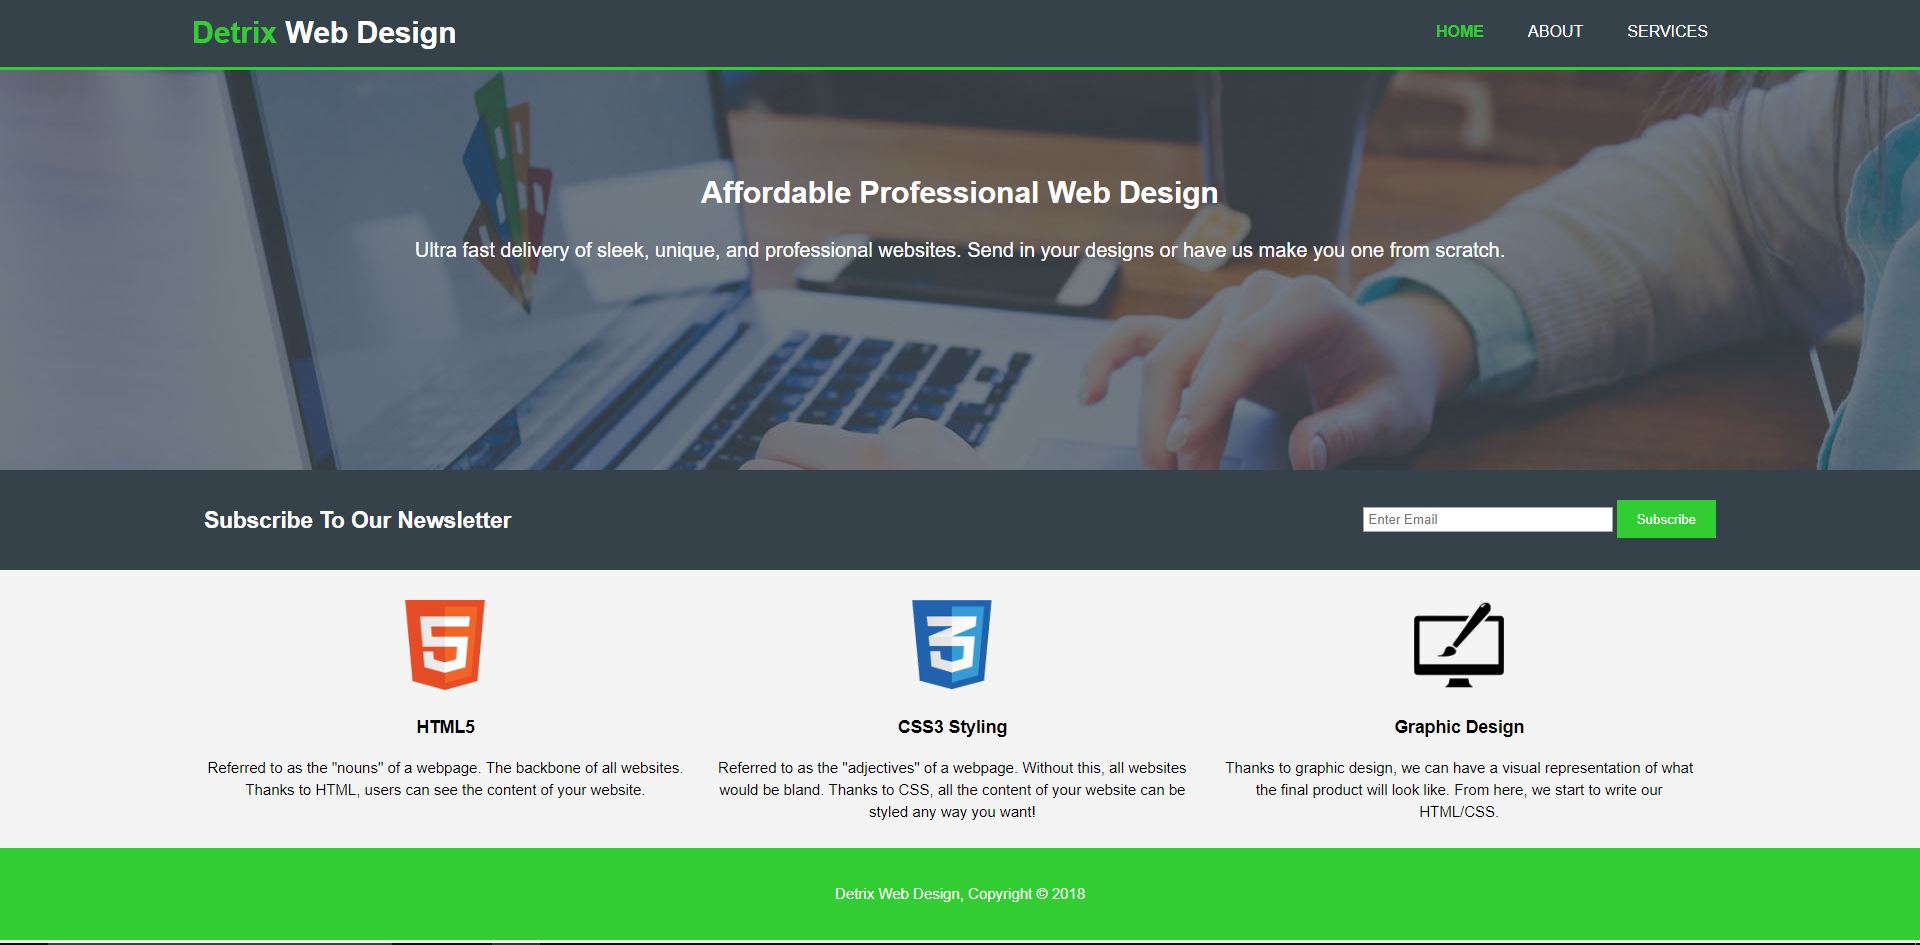 Detrix Web Design
HOME ABOUT SERVICES
Affordable Professional Web Design
Ultra fast delivery of sleek, unique, and professional websites. Send in your designs or have us make you one from scratch.
Subscribe To Our Newsletter
Enter Email
Subscribe
HTML5
Referred to as the "nouns" of a webpage. The backbone of all websites.
Thanks to HTML, users can see the content of your website.
CSS3 Styling
Referred to as the "adjectives" of a webpage. Without this, all websites
would be bland. Thanks to CSS, all the content of your website can be
styled any way you want!
Graphic Design
Thanks to graphic design, we can have a visual representation of what
the final product will look like. From here, we start to write our
HTML/CSS.
Detrix Web Design, Copyright © 2018